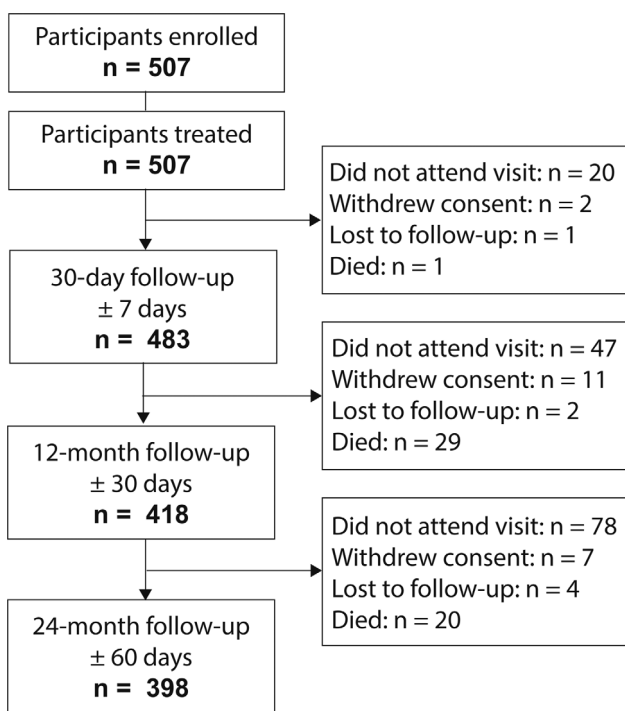 Participants enrolled
n = 507
Participants treated
n = 507
Did not attend visit: n = 20
Withdrew consent: n = 2
Lost to follow-up: n = 1
Died: n = 1
30-day follow-up
± 7 days
n = 483
Did not attend visit: n = 47
Withdrew consent: n = 11
Lost to follow-up: n = 2
Died: n = 29
12-month follow-up
± 30 days
n = 418
Did not attend visit: n = 78
Withdrew consent: n = 7
Lost to follow-up: n = 4
Died: n = 20
24-month follow-up
± 60 days
n = 398